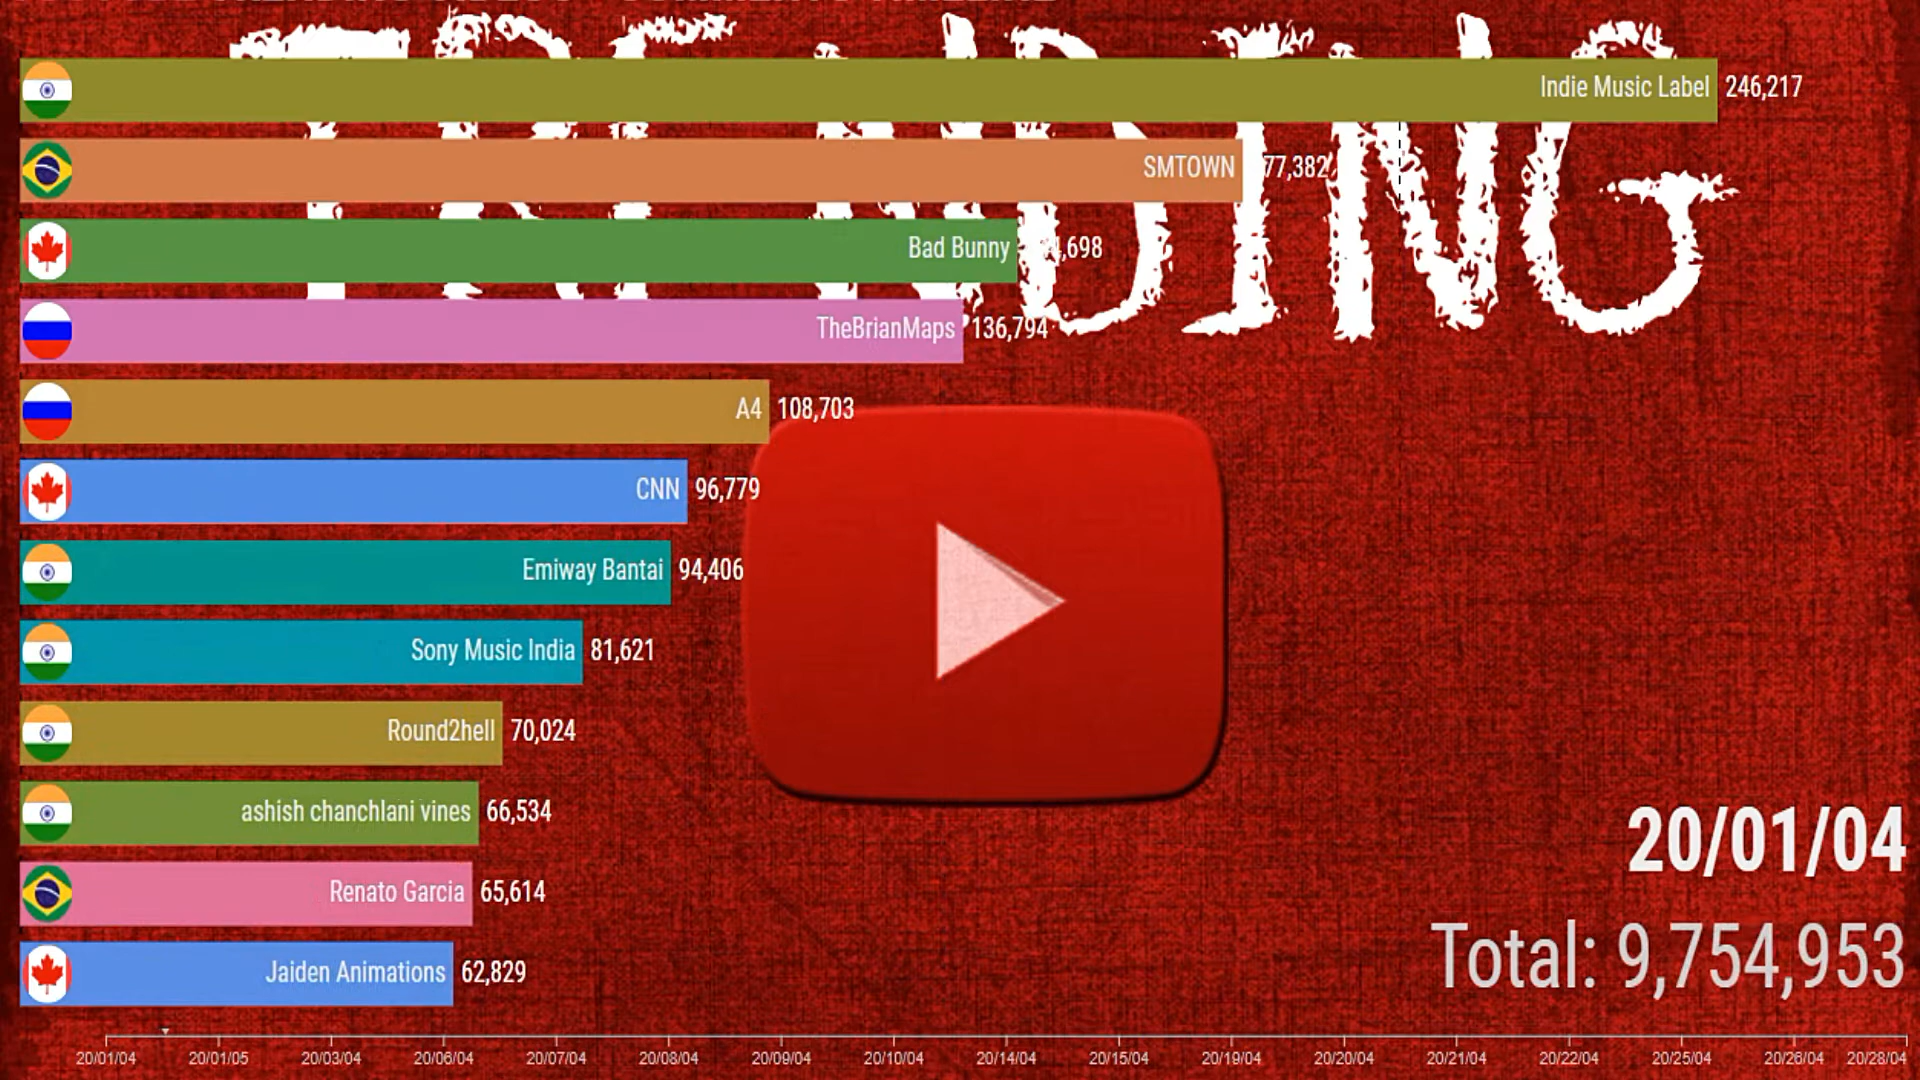 TRENDING
Indie Music Label 246,217
SMTOWN 77,382
Bad Bunny ,698
TheBrianMaps 136,794
A4 108,703
CNN 96,779
Emiway Bantai 94,406
Sony Music India 81,621
Round2hell 70,024
ashish chanchlani vines 66,534
Renato Garcia 65,614
Jaiden Animations 62,829
20/01/04
Total: 9,754,953
20/01/04 20/01/05 20/03/04 20/06/04 20/07/04 20/08/04 20/09/04 20/10/04 20/14/04 20/15/04 20/19/04 20/20/04 20/21/04 20/22/04 20/25/04 20/26/04 20/28/04